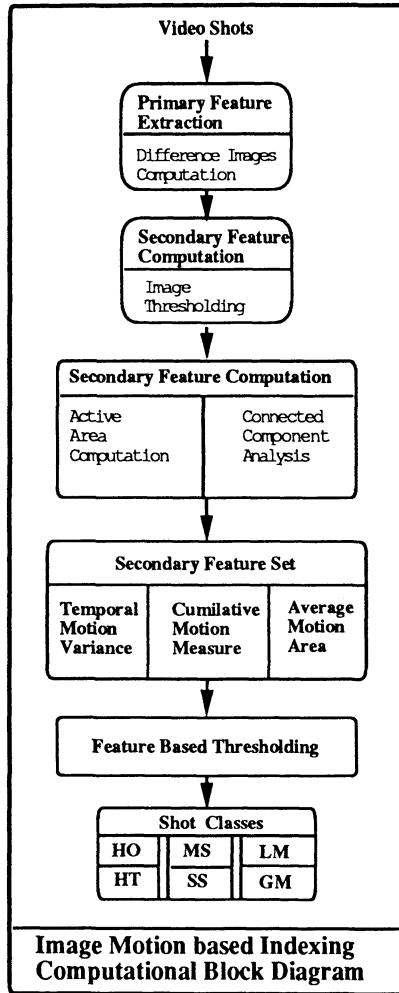 Video Shots
Primary Feature
Extraction
Difference Images
Computation
Secondary Feature
Computation
Image
Thresholding
Secondary Feature Computation
Active
Area
Computation
Connected
Component
Analysis
Secondary Feature Set
Temporal
Motion
Variance
Cumilative
Motion
Measure
Average
Motion
Area
Feature Based Thresholding
Shot Classes
HO MS LM
HT SS GM
Image Motion based Indexing
Computational Block Diagram